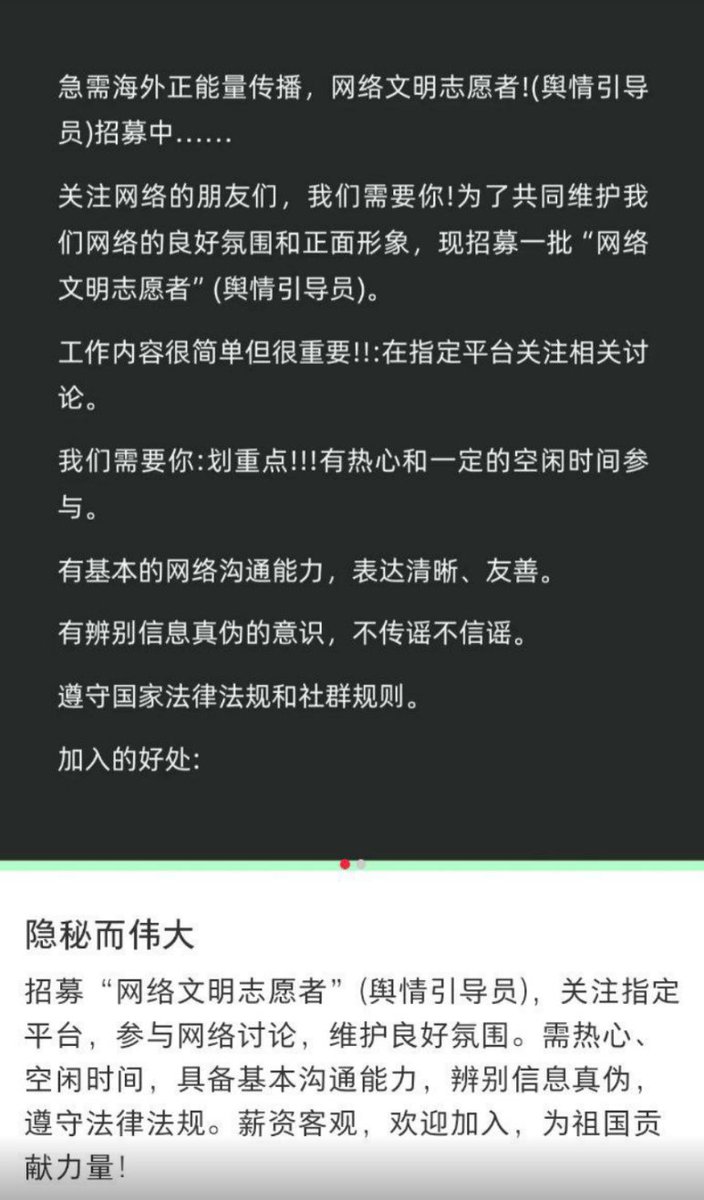 急需海外正能量传播，网络文明志愿者!(舆情引导
员)招募中……
关注网络的朋友们，我们需要你!为了共同维护我
们网络的良好氛围和正面形象，现招募一批“网络
文明志愿者”(舆情引导员)。
工作内容很简单但很重要!!:在指定平台关注相关讨
论。
我们需要你:划重点!!!有热心和一定的空闲时间参
与。
有基本的网络沟通能力，表达清晰、友善。
有辨别信息真伪的意识，不传谣不信谣。
遵守国家法律法规和社群规则。
加入的好处:
隐秘而伟大
招募“网络文明志愿者”(舆情引导员)，关注指定
平台，参与网络讨论，维护良好氛围。需热心、
空闲时间，具备基本沟通能力，辨别信息真伪，
遵守法律法规。薪资客观，欢迎加入，为祖国贡
献力量!